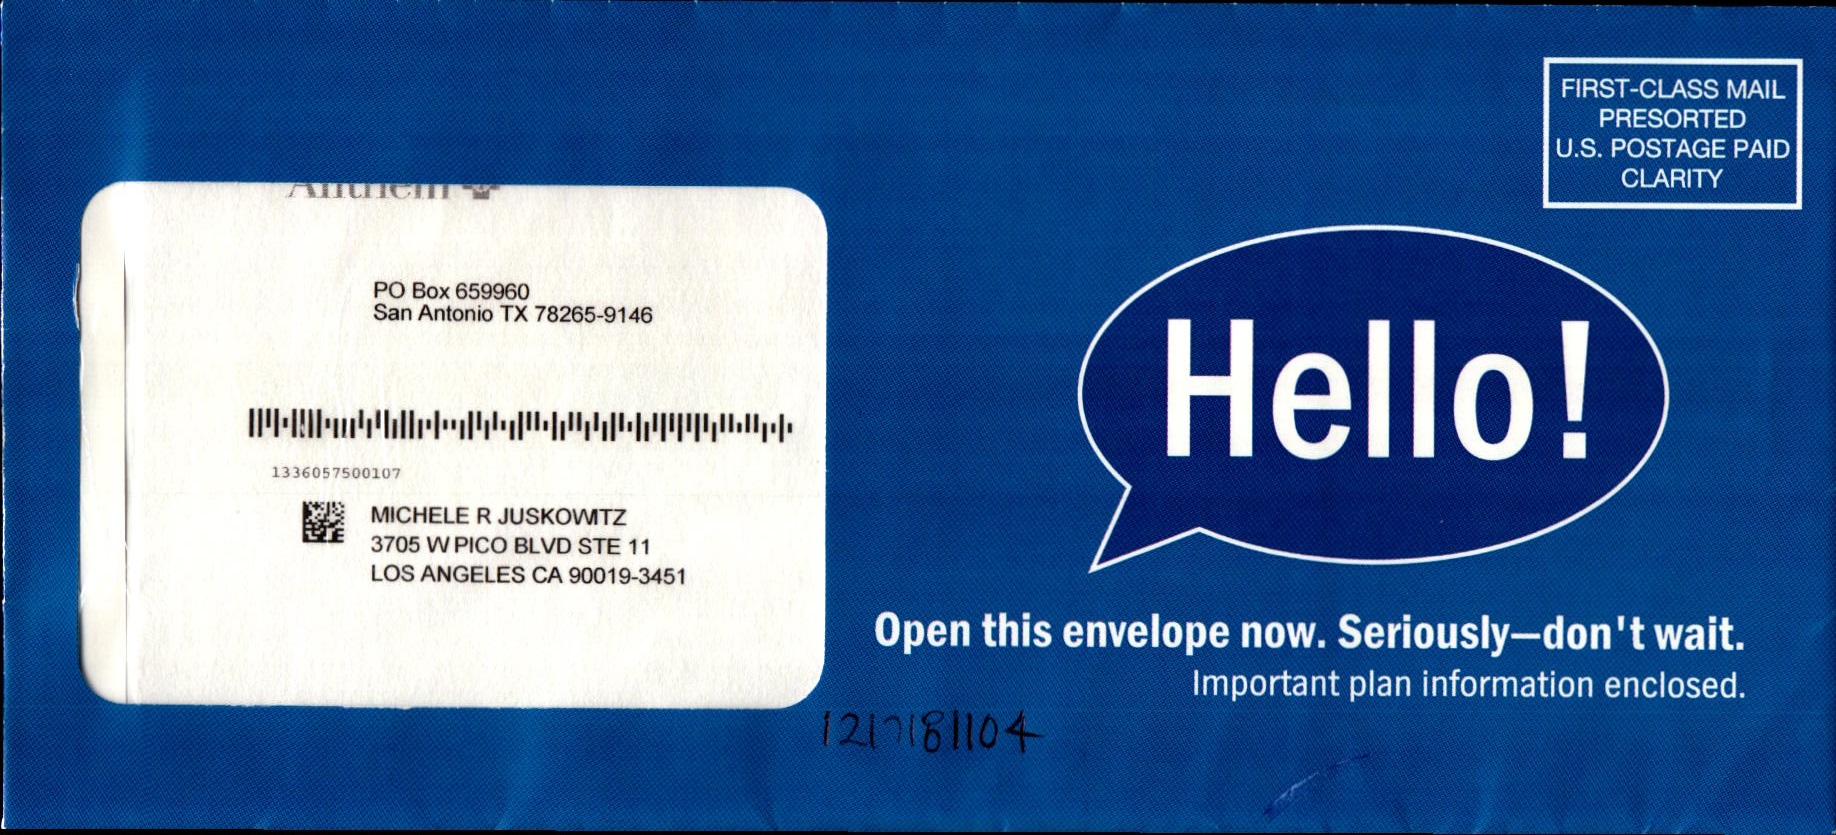 FIRST-CLASS MAIL
PRESORTED
U.S. POSTAGE PAID
CLARITY
Anthem
PO Box 659960
San Antonio TX 78265-9146
1336057500107
MICHELE R JUSKOWITZ
3705 W PICO BLVD STE 11
LOS ANGELES CA 90019-3451
Hello!
Open this envelope now. Seriously—don't wait.
Important plan information enclosed.